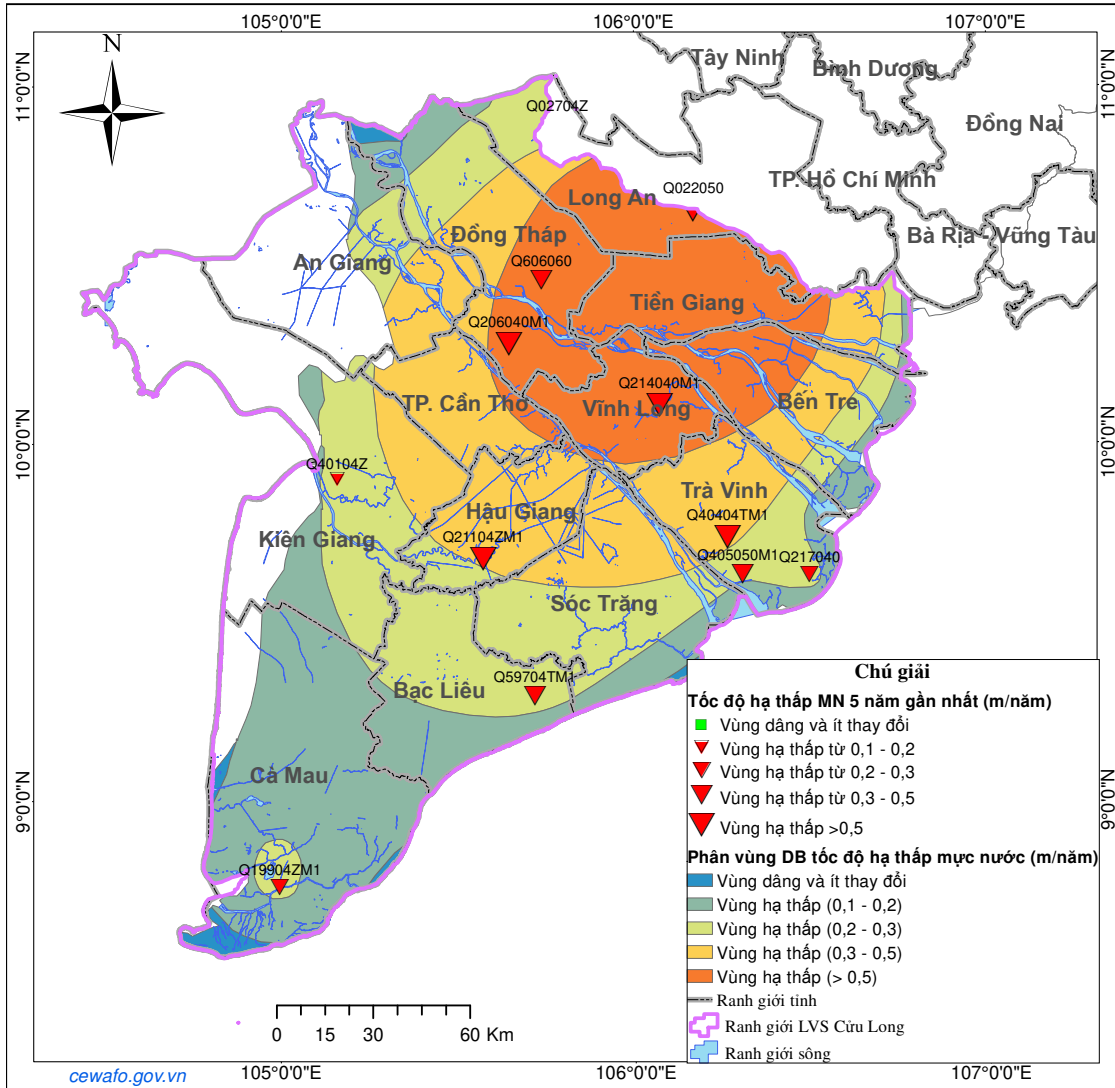 105°0'0"E
106°0'0"E
107°0'0"E
N
11°0'0"N
11°0'0"N
Tây Ninh
Bình Dương
Q02704Z
Đồng Nai
TP. Hồ Chí Minh
Q022050
Long An
Bà Rịa - Vũng Tàu
Đồng Tháp
An Giang
Q606060
Tiền Giang
Q206040M1
Q214040M1
TP. Cần Thơ
Vĩnh Long
Bến Tre
10°0'0"N
10°0'0"N
Q40104Z
Trà Vinh
Hậu Giang
Q40404TM1
Kiên Giang
Q21104ZM1
Q405050M1
Q217040
Sóc Trăng
Q59704TM1
Bạc Liêu
Cà Mau
9°0'0"N
9°0'0"N
Q19904ZM1
Chú giải
Tốc độ hạ thấp MN 5 năm gần nhất (m/năm)
Vùng dâng và ít thay đổi
Vùng hạ thấp từ 0,1 - 0,2
Vùng hạ thấp từ 0,2 - 0,3
Vùng hạ thấp từ 0,3 - 0,5
Vùng hạ thấp >0,5
Phân vùng DB tốc độ hạ thấp mực nước (m/năm)
Vùng dâng và ít thay đổi
Vùng hạ thấp (0,1 - 0,2)
Vùng hạ thấp (0,2 - 0,3)
Vùng hạ thấp (0,3 - 0,5)
Vùng hạ thấp (> 0,5)
Ranh giới tỉnh
Ranh giới LVS Cửu Long
Ranh giới sông
0 15 30 60 Km
cewafo.gov.vn
105°0'0"E
106°0'0"E
107°0'0"E